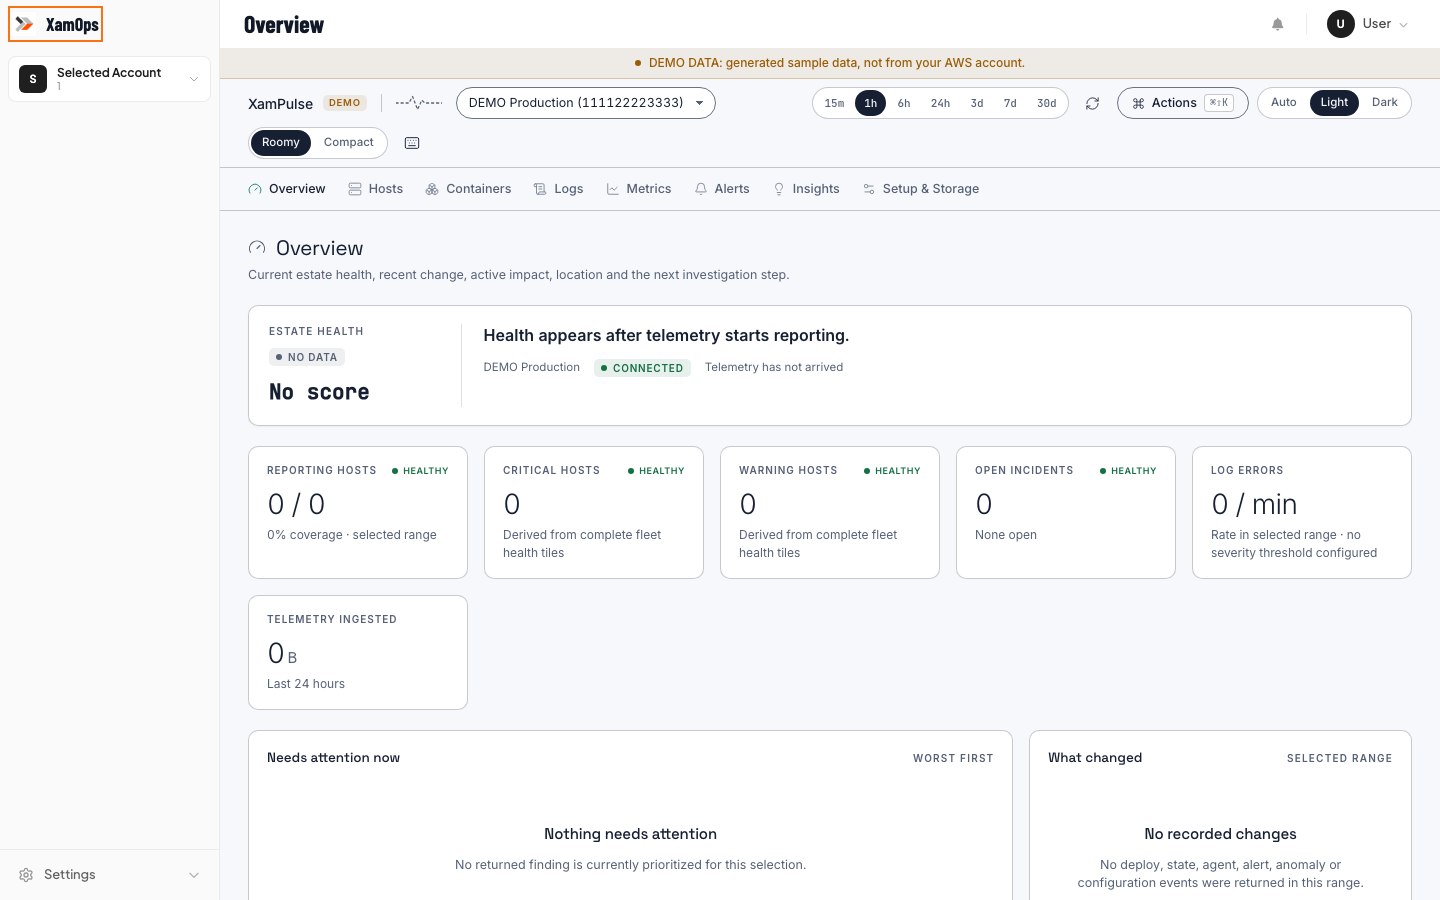 XamOps
Overview
U
User
S
Selected Account
1
DEMO DATA: generated sample data, not from your AWS account.
XamPulse
DEMO
DEMO Production (111122223333)
15m
1h
6h
24h
3d
7d
30d
⌘ Actions ⌘⇧K
Auto
Light
Dark
Roomy
Compact
Overview
Hosts
Containers
Logs
Metrics
Alerts
Insights
Setup & Storage
Overview
Current estate health, recent change, active impact, location and the next investigation step.
ESTATE HEALTH
NO DATA
No score
Health appears after telemetry starts reporting.
DEMO Production
CONNECTED
Telemetry has not arrived
REPORTING HOSTS
HEALTHY
0 / 0
0% coverage · selected range
CRITICAL HOSTS
HEALTHY
0
Derived from complete fleet
health tiles
WARNING HOSTS
HEALTHY
0
Derived from complete fleet
health tiles
OPEN INCIDENTS
HEALTHY
0
None open
LOG ERRORS
0 / min
Rate in selected range · no
severity threshold configured
TELEMETRY INGESTED
0 B
Last 24 hours
Needs attention now
WORST FIRST
Nothing needs attention
No returned finding is currently prioritized for this selection.
What changed
SELECTED RANGE
No recorded changes
No deploy, state, agent, alert, anomaly or
configuration events were returned in this range.
Settings